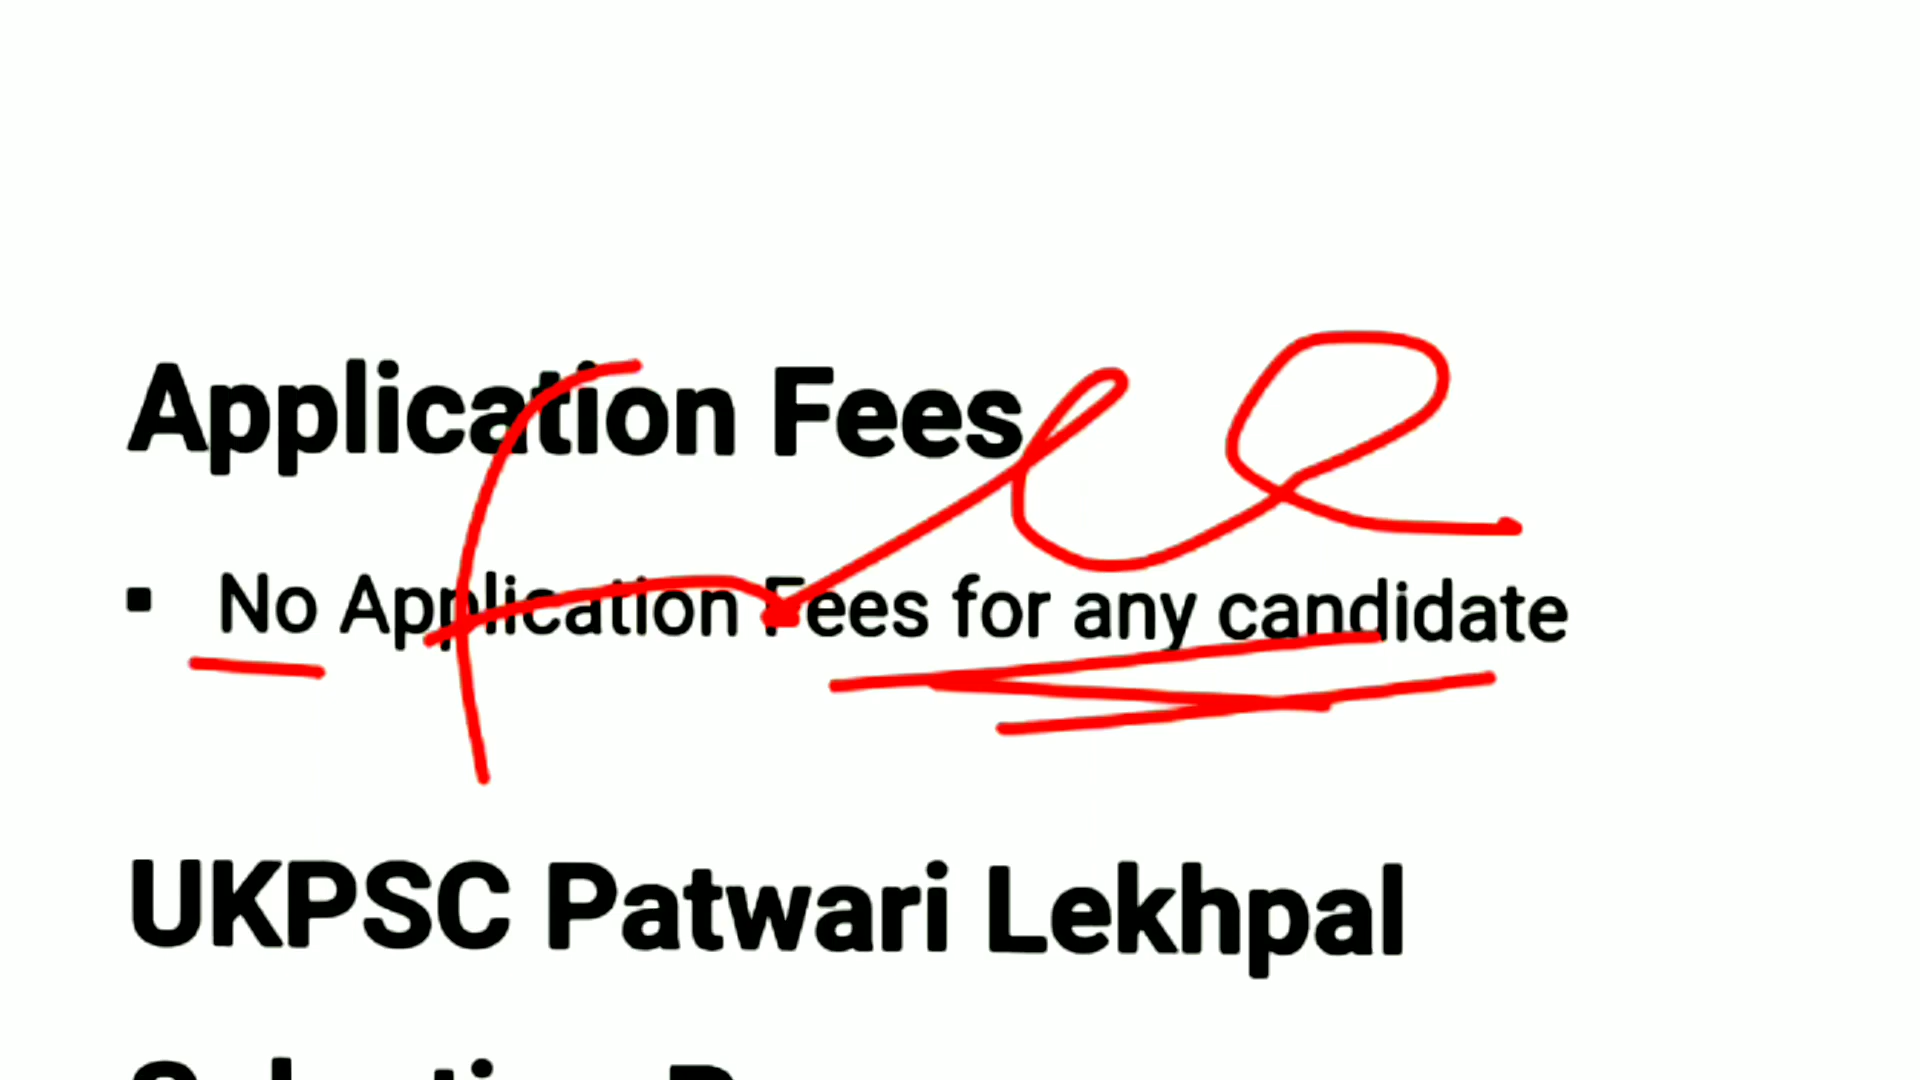 Application Fees
free
▪ No Application Fees for any candidate
UKPSC Patwari Lekhpal